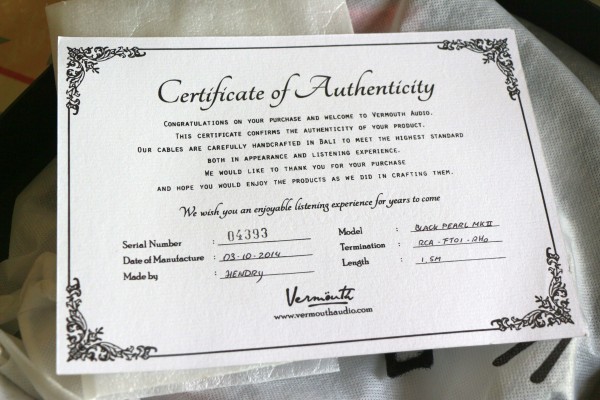 Certificate of Authenticity
CONGRATULATIONS ON YOUR PURCHASE AND WELCOME TO VERMOUTH AUDIO.
THIS CERTIFICATE CONFIRMS THE AUTHENTICITY OF YOUR PRODUCT.
OUR CABLES ARE CAREFULLY HANDCRAFTED IN BALI TO MEET THE HIGHEST STANDARD
BOTH IN APPEARANCE AND LISTENING EXPERIENCE.
WE WOULD LIKE TO THANK YOU FOR YOUR PURCHASE
AND HOPE YOU WOULD ENJOY THE PRODUCTS AS WE DID IN CRAFTING THEM.
We wish you an enjoyable listening experience for years to come
Serial Number : 04393
Date of Manufacture : 03-10-2014
Made by : HENDRY
Model : BLACK PEARL MK II
Termination : RCA - FT01 - RHO
Length : 1.5M
Vermöuth
www.vermouthaudio.com